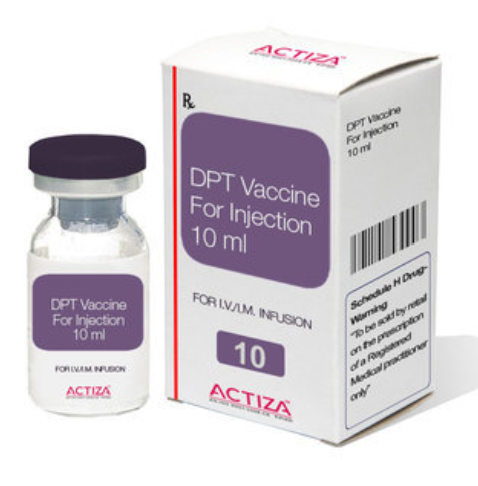 ACTIZA
Rx
DPT Vaccine
For Injection
10 ml
FOR I.V./I.M. INFUSION
10
ACTIZA
DPT Vaccine
For Injection
10 ml
Schedule H Drug-
Warning
"To be sold by retail
on the prescription
of a Registered
Medical practitioner
only"
DPT Vaccine
For Injection
10 ml
FOR I.V./I.M. INFUSION
ACTIZA